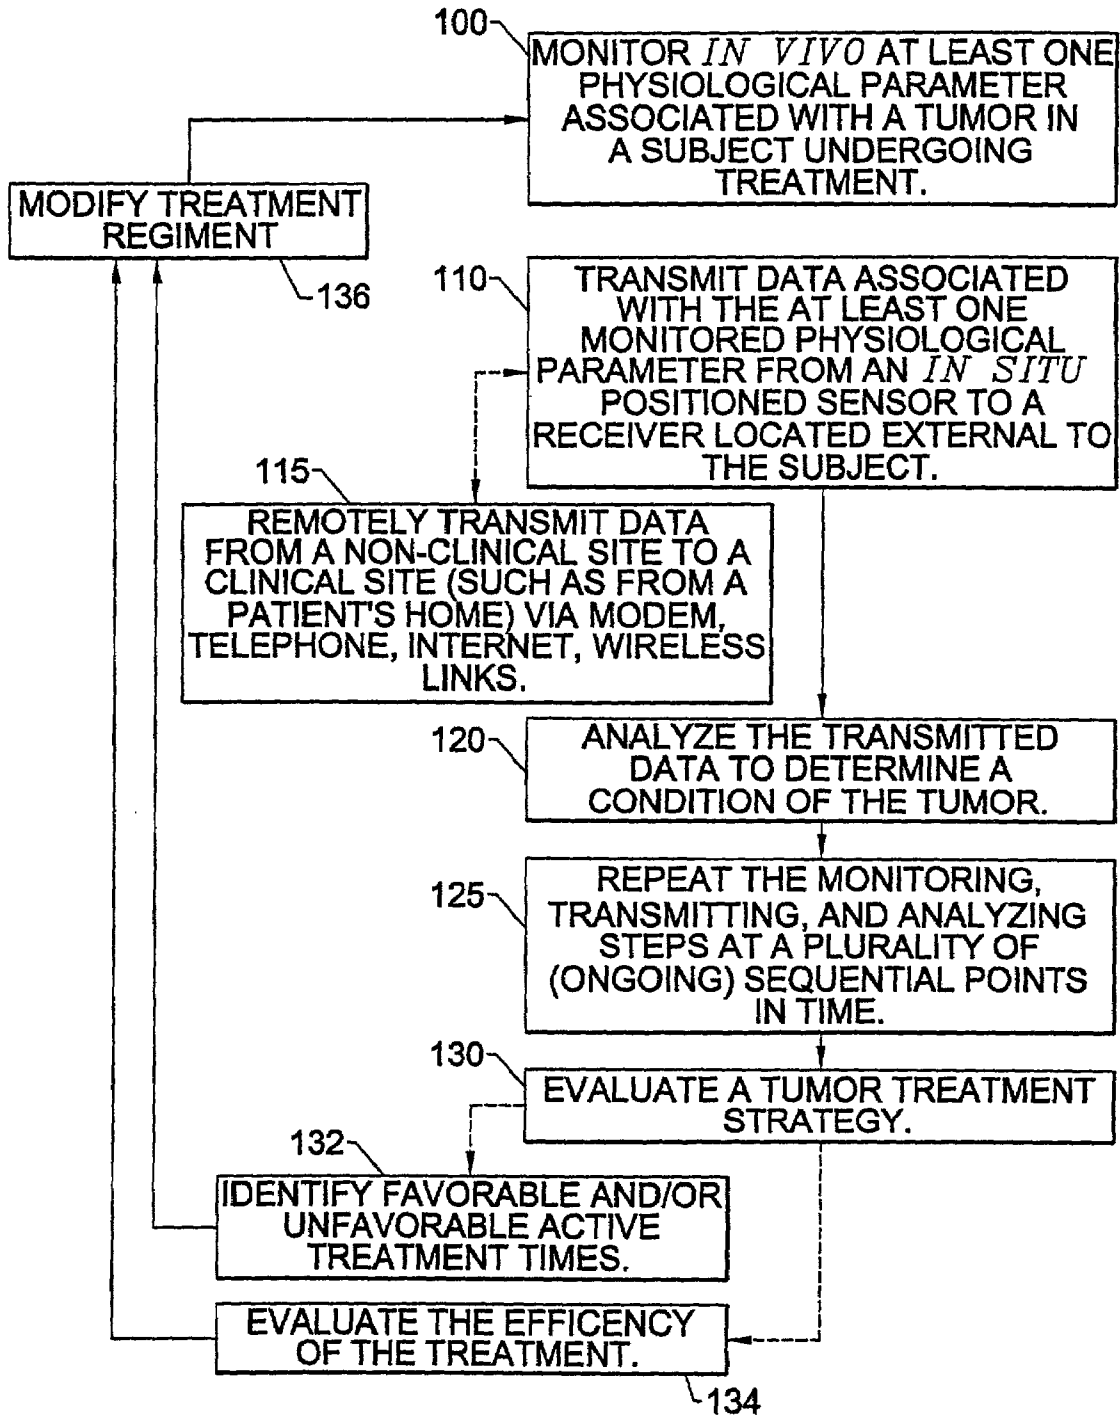 100
MONITOR IN VIVO AT LEAST ONE
PHYSIOLOGICAL PARAMETER
ASSOCIATED WITH A TUMOR IN
A SUBJECT UNDERGOING
TREATMENT.
MODIFY TREATMENT
REGIMENT
136
110
TRANSMIT DATA ASSOCIATED
WITH THE AT LEAST ONE
MONITORED PHYSIOLOGICAL
PARAMETER FROM AN IN SITU
POSITIONED SENSOR TO A
RECEIVER LOCATED EXTERNAL TO
THE SUBJECT.
115
REMOTELY TRANSMIT DATA
FROM A NON-CLINICAL SITE TO A
CLINICAL SITE (SUCH AS FROM A
PATIENT'S HOME) VIA MODEM,
TELEPHONE, INTERNET, WIRELESS
LINKS.
120
ANALYZE THE TRANSMITTED
DATA TO DETERMINE A
CONDITION OF THE TUMOR.
125
REPEAT THE MONITORING,
TRANSMITTING, AND ANALYZING
STEPS AT A PLURALITY OF
(ONGOING) SEQUENTIAL POINTS
IN TIME.
130
EVALUATE A TUMOR TREATMENT
STRATEGY.
132
IDENTIFY FAVORABLE AND/OR
UNFAVORABLE ACTIVE
TREATMENT TIMES.
EVALUATE THE EFFICENCY
OF THE TREATMENT.
134